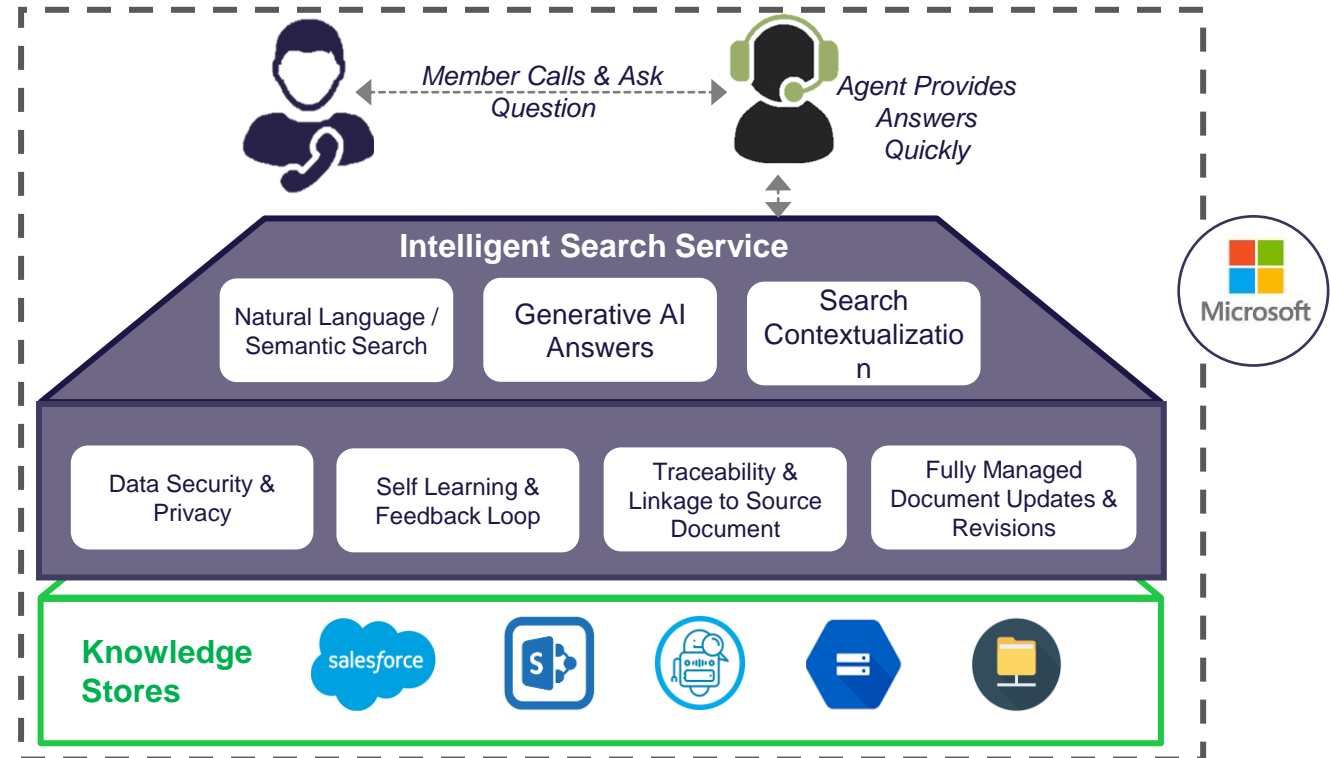 Member Calls & Ask
Question
Agent Provides
Answers
Quickly
Intelligent Search Service
Natural Language /
Semantic Search
Generative AI
Answers
Search
Contextualizatio
n
Microsoft
Data Security &
Privacy
Self Learning &
Feedback Loop
Traceability &
Linkage to Source
Document
Fully Managed
Document Updates &
Revisions
Knowledge
Stores
salesforce
S